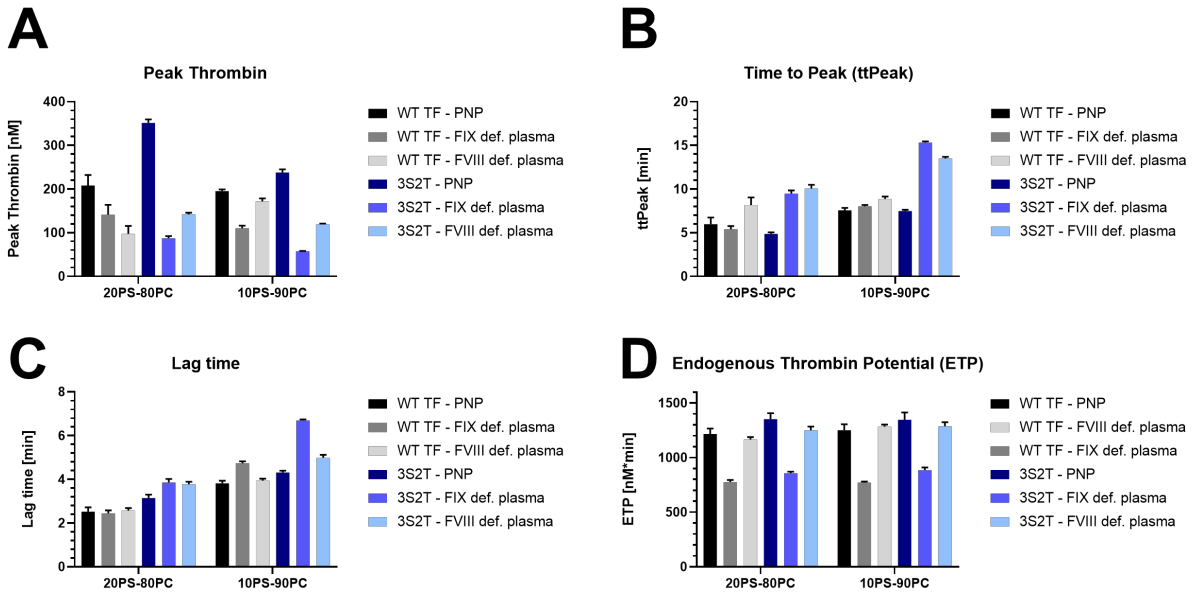 A
Peak Thrombin
Peak Thrombin [nM]
400
300
200
100
0
20PS-80PC
10PS-90PC
WT TF - PNP
WT TF - FIX def. plasma
WT TF - FVIII def. plasma
3S2T - PNP
3S2T - FIX def. plasma
3S2T - FVIII def. plasma
B
Time to Peak (ttPeak)
ttPeak [min]
20
15
10
5
0
20PS-80PC
10PS-90PC
WT TF - PNP
WT TF - FIX def. plasma
WT TF - FVIII def. plasma
3S2T - PNP
3S2T - FIX def. plasma
3S2T - FVIII def. plasma
C
Lag time
Lag time [min]
8
6
4
2
0
20PS-80PC
10PS-90PC
WT TF - PNP
WT TF - FIX def. plasma
WT TF - FVIII def. plasma
3S2T - PNP
3S2T - FIX def. plasma
3S2T - FVIII def. plasma
D
Endogenous Thrombin Potential (ETP)
ETP [nM*min]
1500
1000
500
0
20PS-80PC
10PS-90PC
WT TF - PNP
WT TF - FVIII def. plasma
WT TF - FIX def. plasma
3S2T - PNP
3S2T - FIX def. plasma
3S2T - FVIII def. plasma